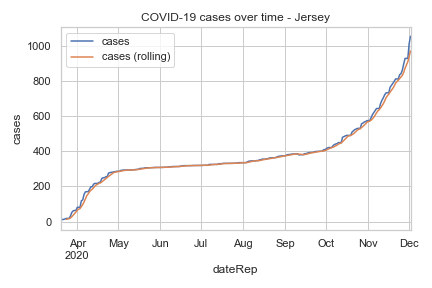 COVID-19 cases over time - Jersey
cases
cases (rolling)
cases
1000
800
600
400
200
0
Apr May Jun Jul Aug Sep Oct Nov Dec
2020
dateRep